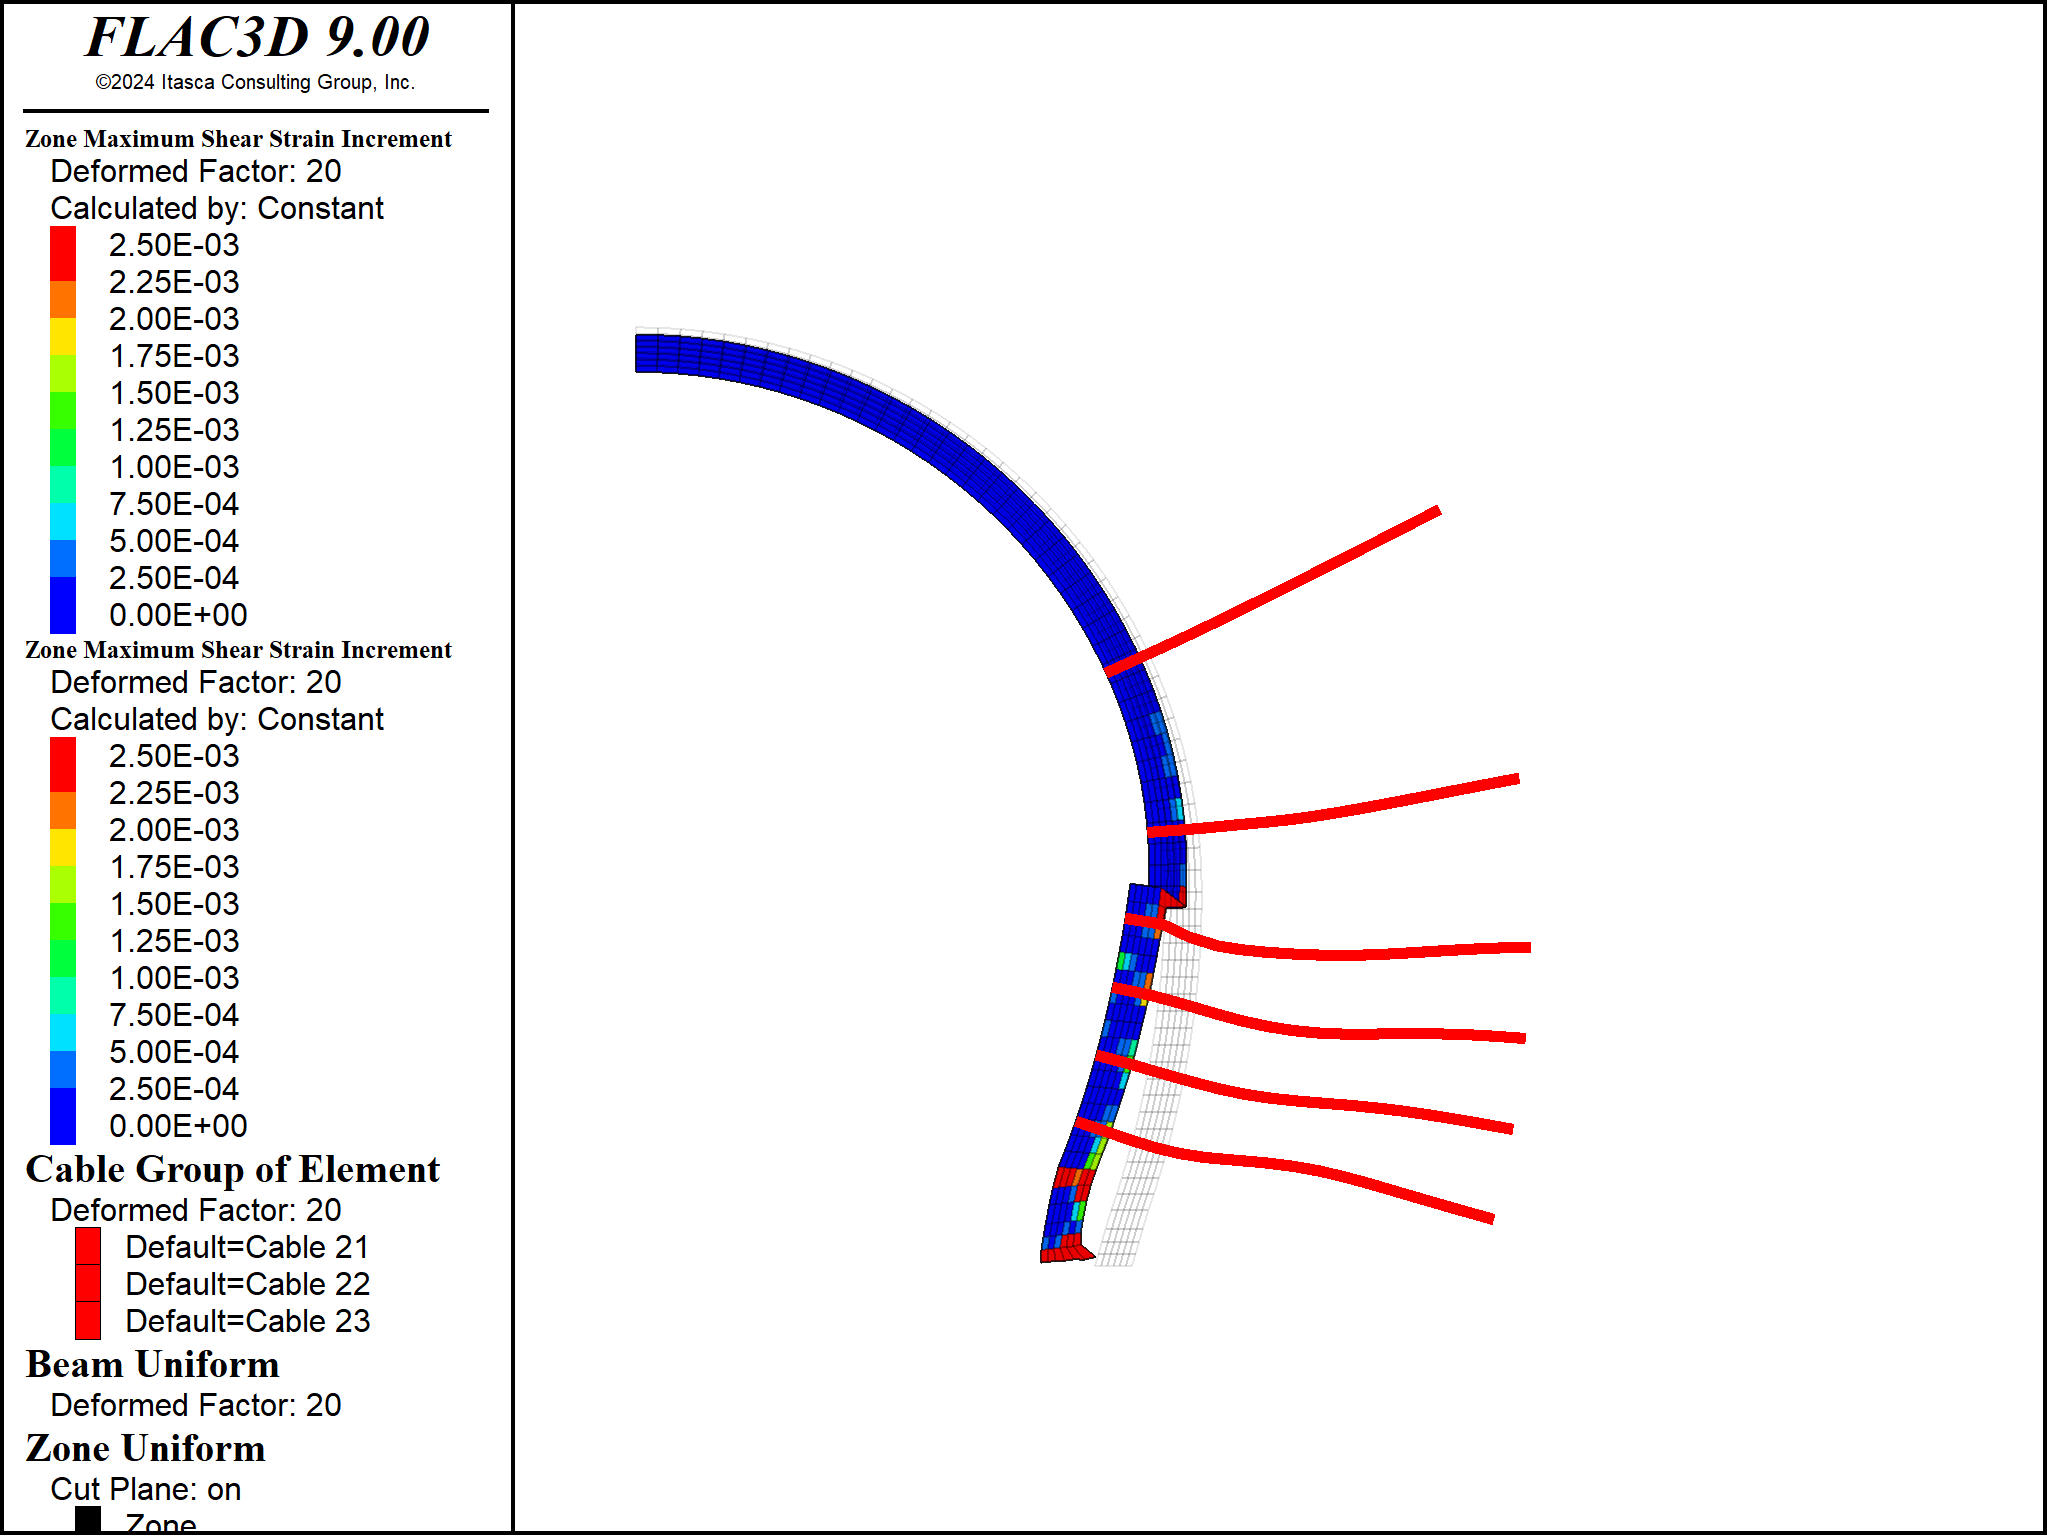 FLAC3D 9.00
©2024 Itasca Consulting Group, Inc.
Zone Maximum Shear Strain Increment
Deformed Factor: 20
Calculated by: Constant
2.50E-03
2.25E-03
2.00E-03
1.75E-03
1.50E-03
1.25E-03
1.00E-03
7.50E-04
5.00E-04
2.50E-04
0.00E+00
Zone Maximum Shear Strain Increment
Deformed Factor: 20
Calculated by: Constant
2.50E-03
2.25E-03
2.00E-03
1.75E-03
1.50E-03
1.25E-03
1.00E-03
7.50E-04
5.00E-04
2.50E-04
0.00E+00
Cable Group of Element
Deformed Factor: 20
Default=Cable 21
Default=Cable 22
Default=Cable 23
Beam Uniform
Deformed Factor: 20
Zone Uniform
Cut Plane: on
Zone